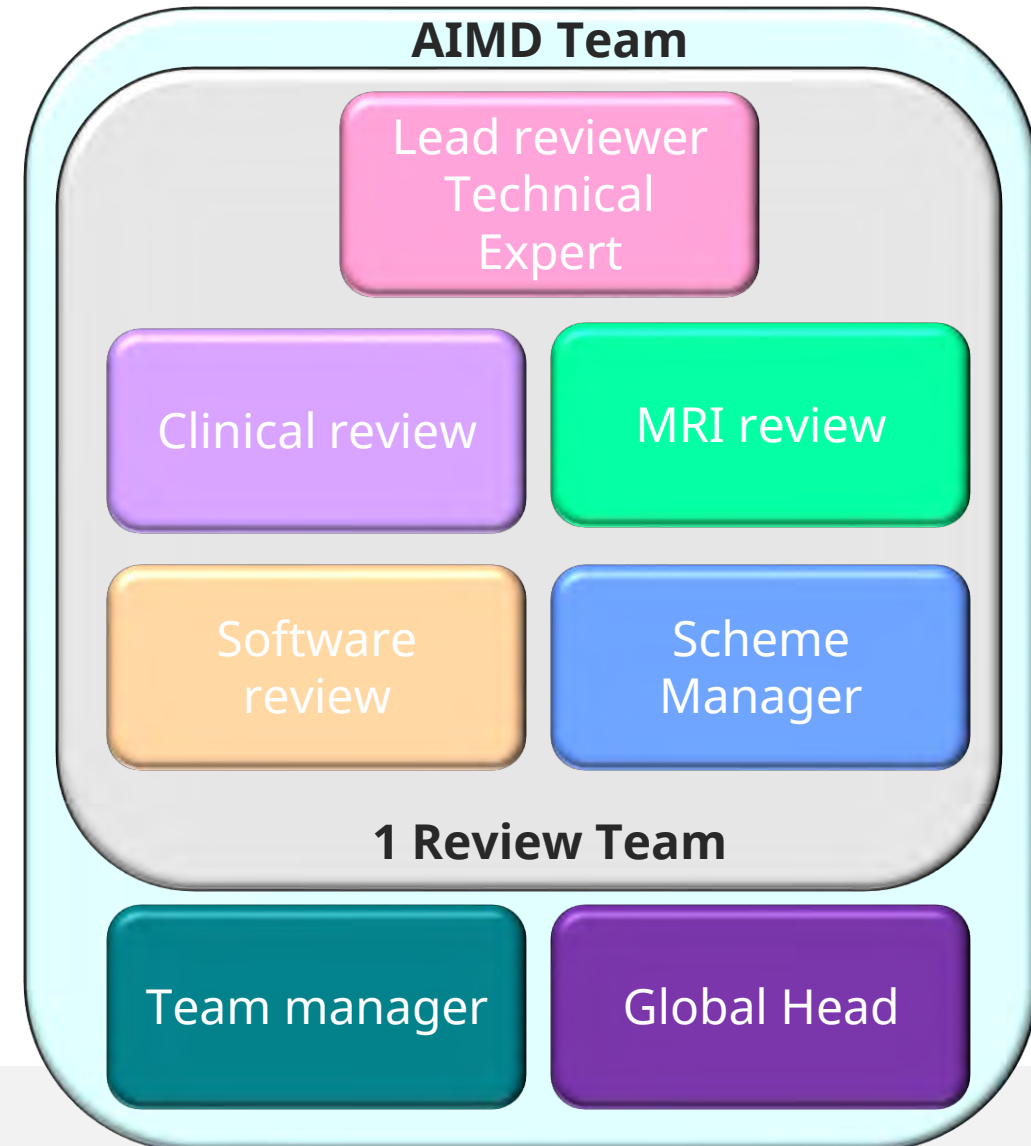 AIMD Team
Lead reviewer
Technical
Expert
Clinical review
MRI review
Software
review
Scheme
Manager
1 Review Team
Team manager
Global Head